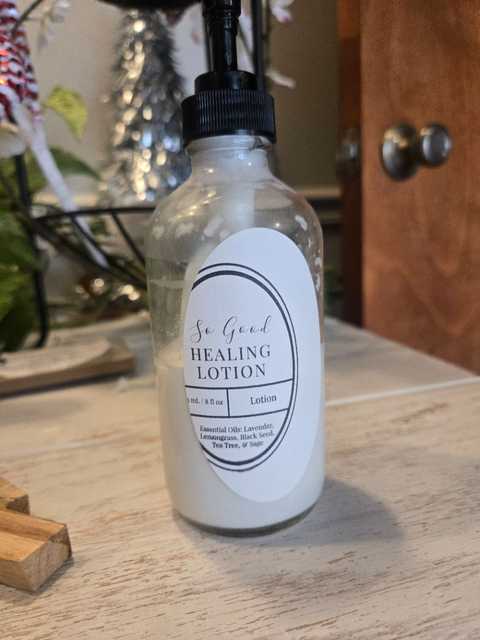 So Good
HEALING
LOTION
mL / 8 fl oz
Lotion
Essential Oils: Lavender,
Lemongrass, Black Seed,
Tea Tree, & Sage